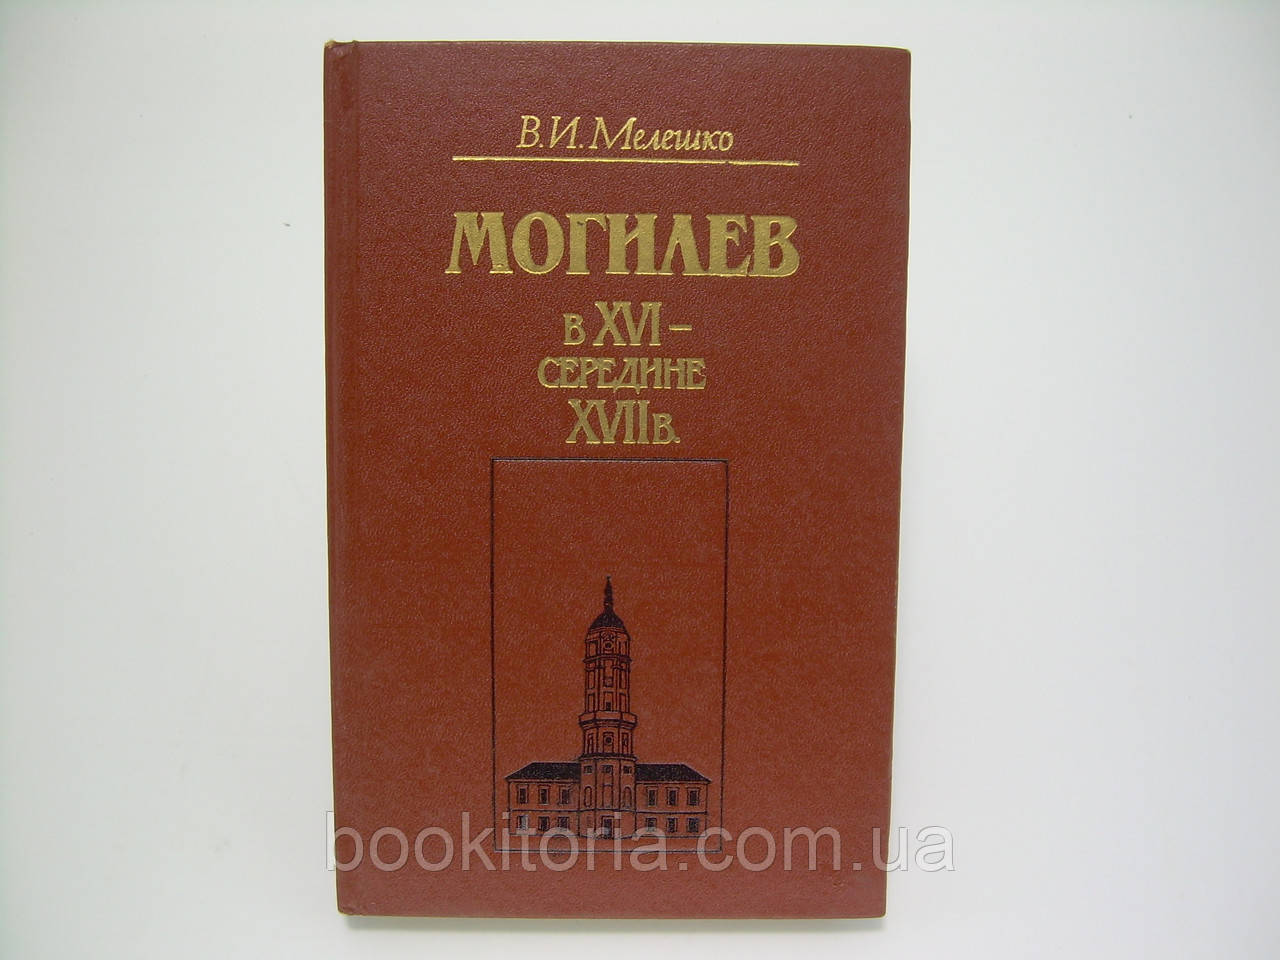 В.И. Мелешко
МОГИЛЕВ
В XVI –
СЕРЕДИНЕ
XVII В.
bookitoria.com.ua